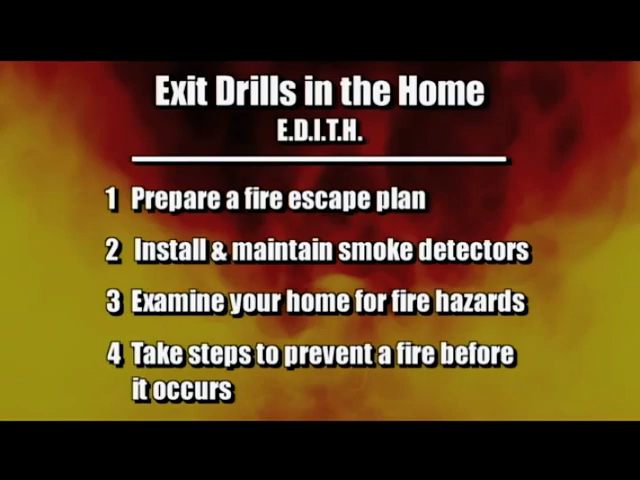 Exit Drills in the Home
E.D.I.T.H.
1 Prepare a fire escape plan
2 Install & maintain smoke detectors
3 Examine your home for fire hazards
4 Take steps to prevent a fire before
it occurs